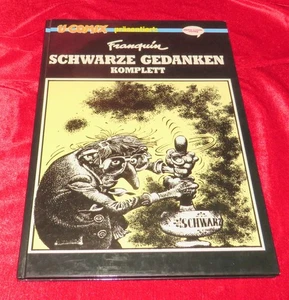 U-COMIX präsentiert:
Franquin
SCHWARZE GEDANKEN
KOMPLETT
SCHWARZ